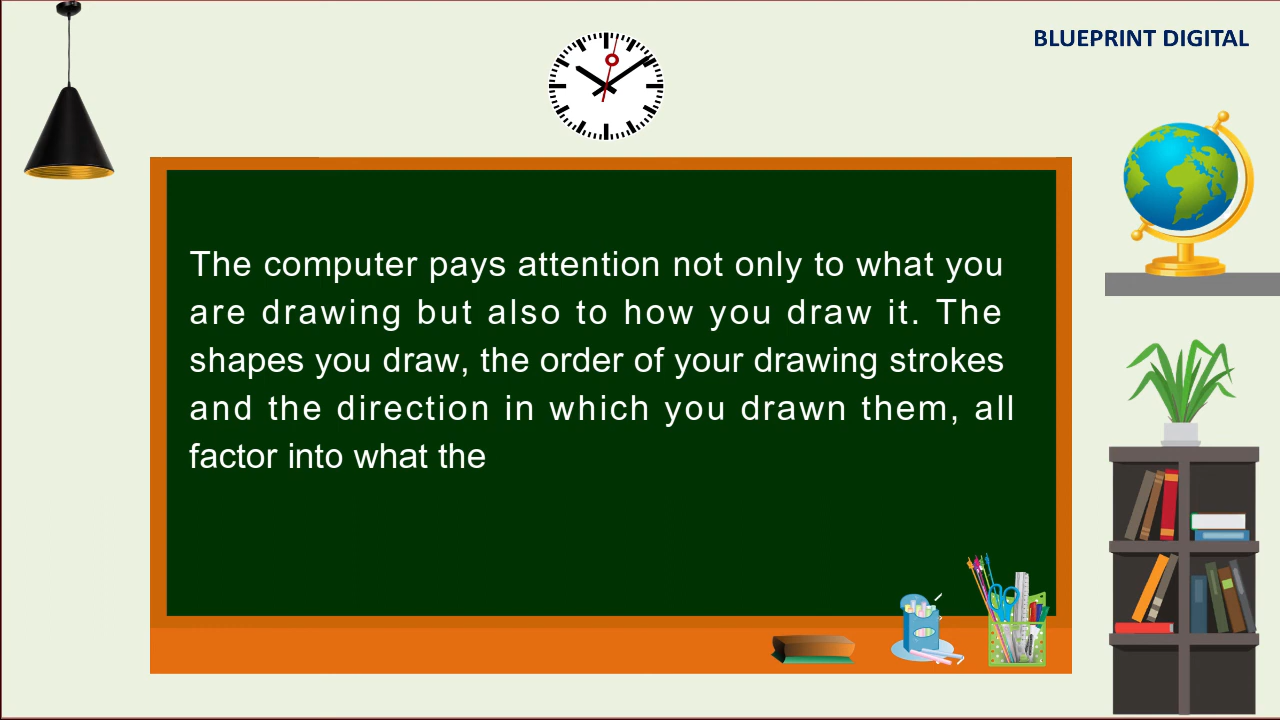 BLUEPRINT DIGITAL
The computer pays attention not only to what you
are drawing but also to how you draw it. The
shapes you draw, the order of your drawing strokes
and the direction in which you drawn them, all
factor into what the